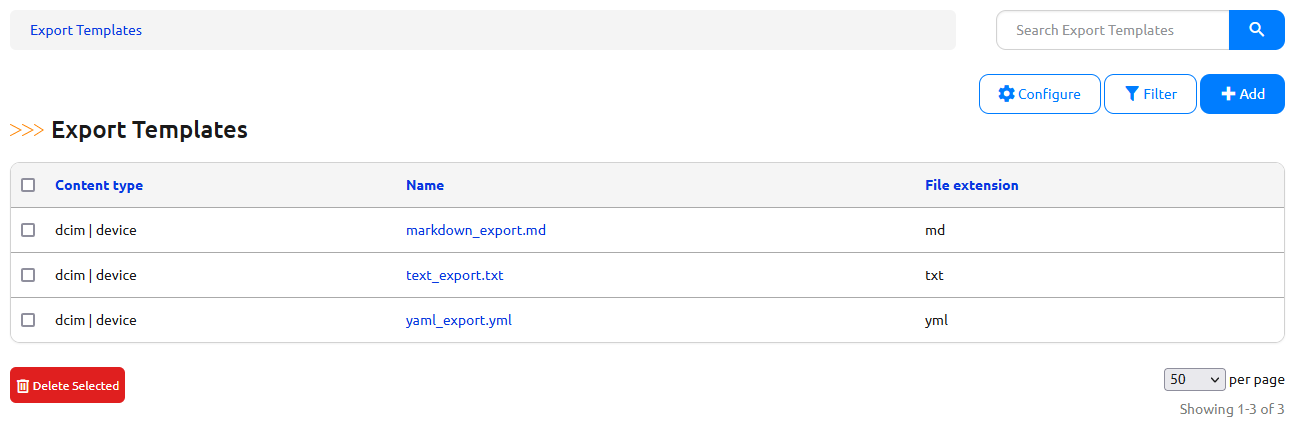 Export Templates
Search Export Templates
Configure
Filter
Add
>>> Export Templates
Content type Name File extension
dcim | device markdown_export.md md
dcim | device text_export.txt txt
dcim | device yaml_export.yml yml
Delete Selected
50 per page
Showing 1-3 of 3